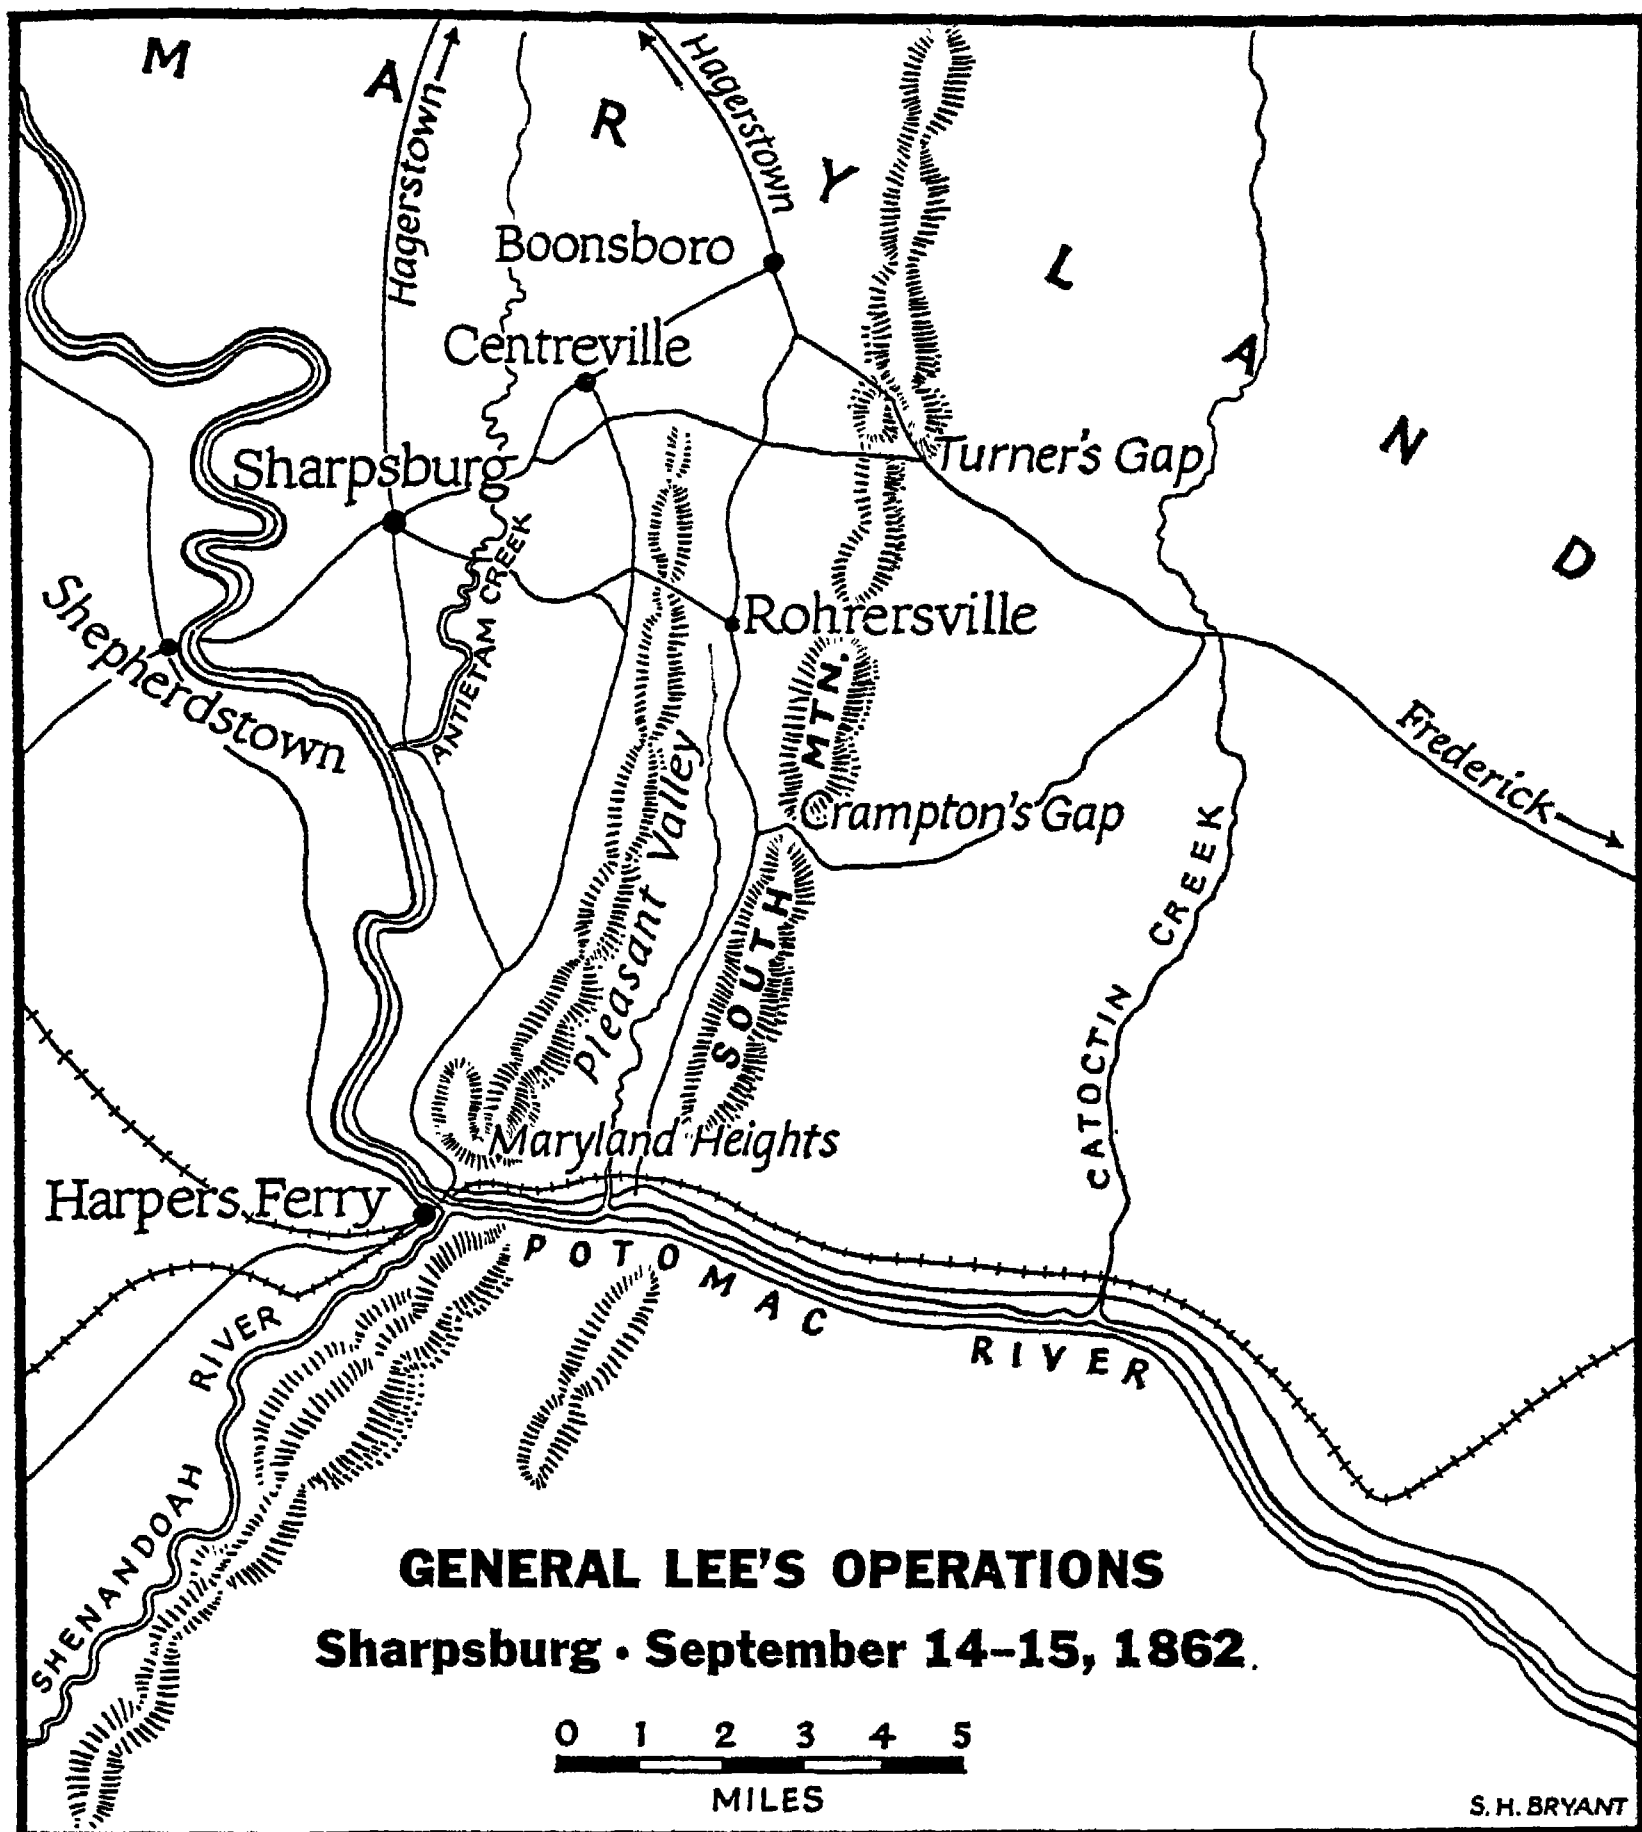 MARYLAND
Hagerstown
Hagerstown
Boonsboro
Centreville
Sharpsburg
Turner's Gap
ANTIETAM CREEK
Shepherdstown
Rohrersville
SOUTH MTN.
Frederick
Pleasant Valley
Crampton's Gap
CATOCTIN CREEK
Maryland Heights
Harpers Ferry
POTOMAC RIVER
SHENANDOAH RIVER
GENERAL LEE'S OPERATIONS
Sharpsburg · September 14–15, 1862.
0 1 2 3 4 5
MILES
S. H. BRYANT